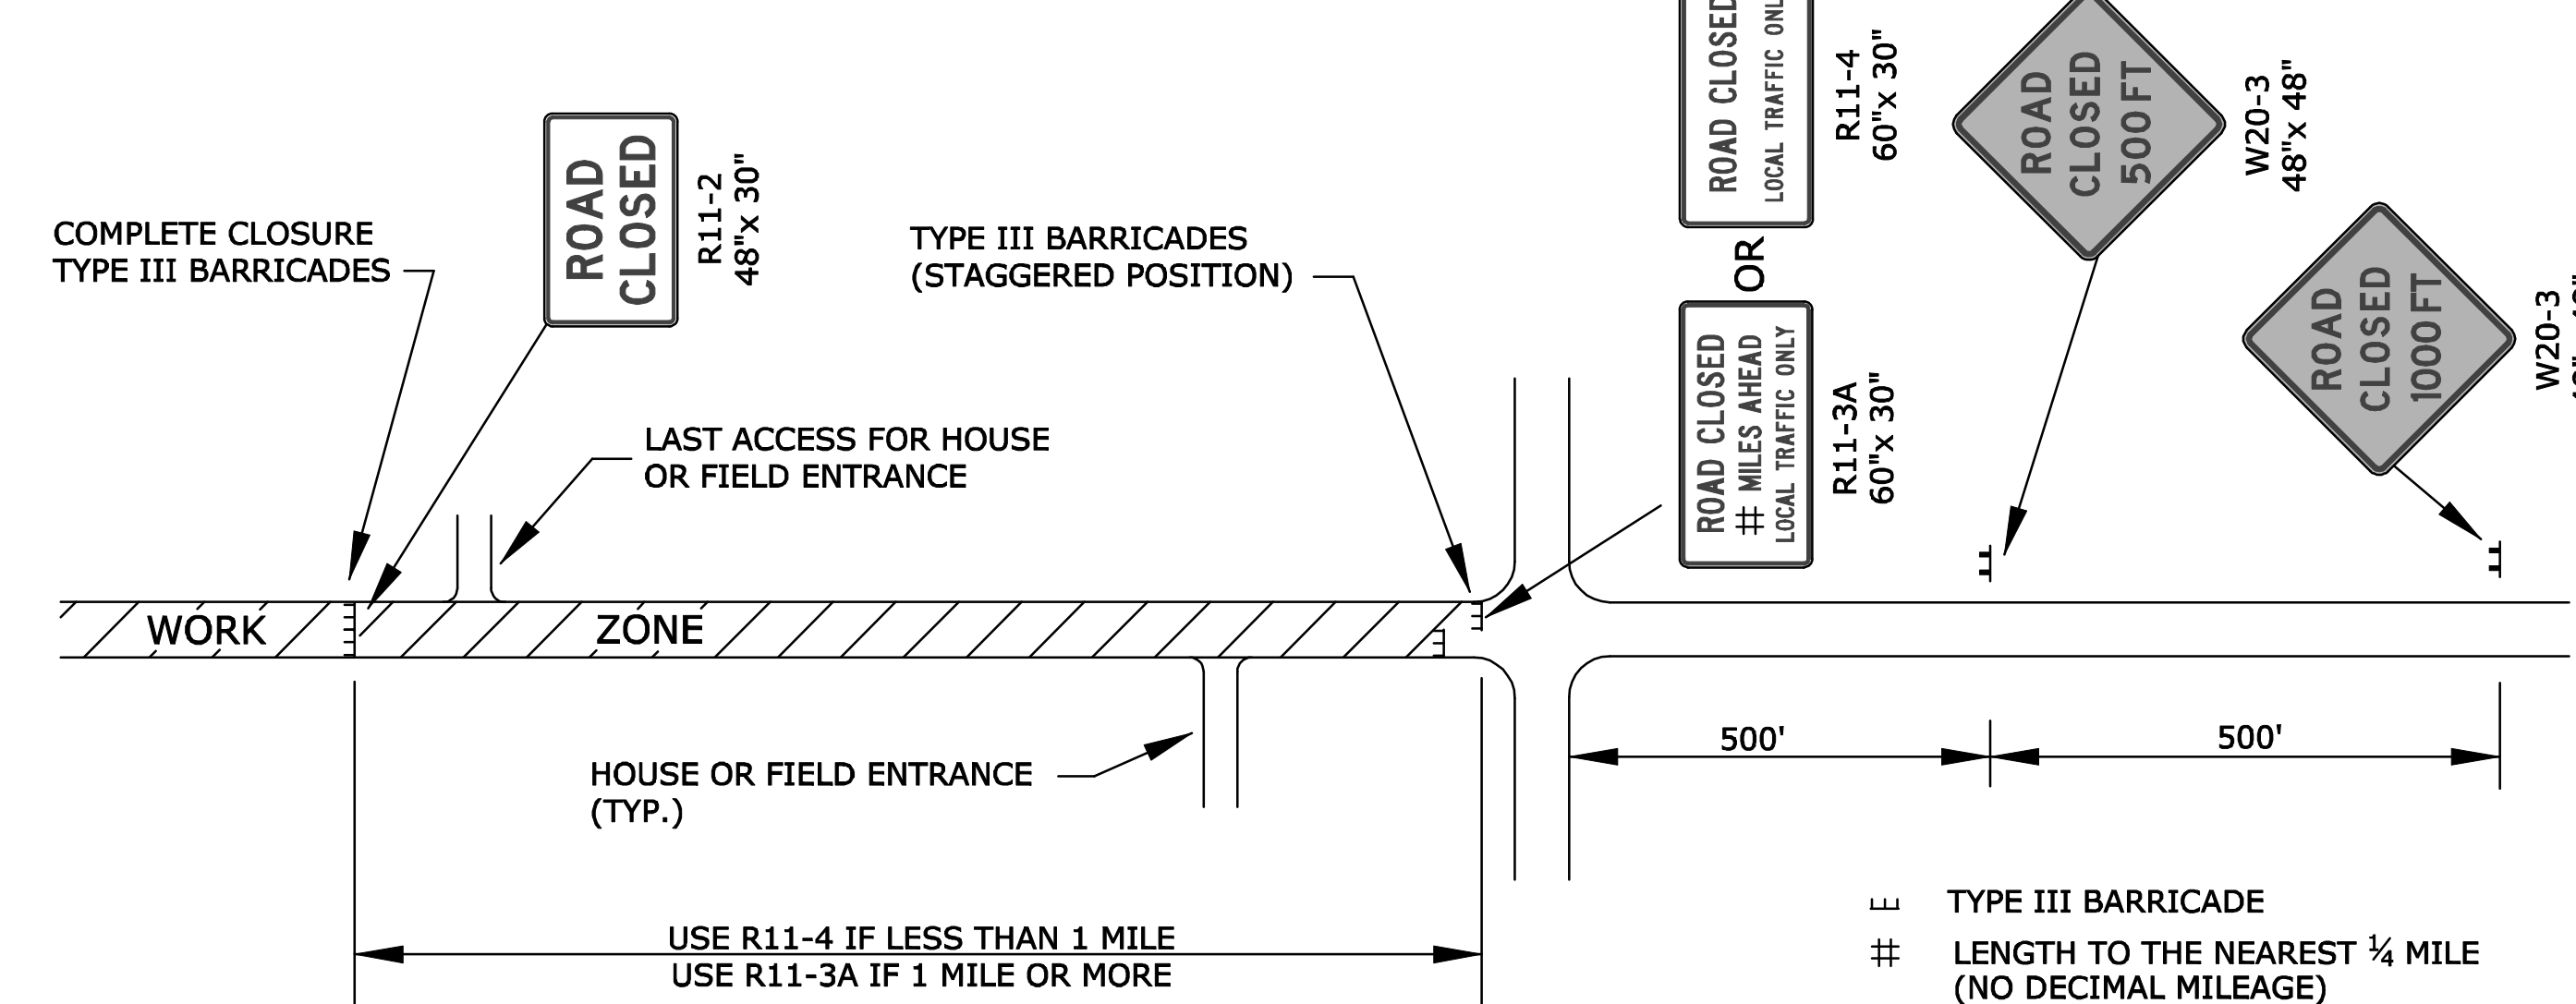 COMPLETE CLOSURE
TYPE III BARRICADES
ROAD
CLOSED
R11-2
48"x 30"
TYPE III BARRICADES
(STAGGERED POSITION)
LAST ACCESS FOR HOUSE
OR FIELD ENTRANCE
ROAD CLOSED
LOCAL TRAFFIC ONLY
R11-4
60"x 30"
OR
ROAD CLOSED
# MILES AHEAD
LOCAL TRAFFIC ONLY
R11-3A
60"x 30"
ROAD
CLOSED
500FT
W20-3
48"x 48"
ROAD
CLOSED
1000FT
W20-3
WORK
ZONE
HOUSE OR FIELD ENTRANCE
(TYP.)
500'
500'
USE R11-4 IF LESS THAN 1 MILE
USE R11-3A IF 1 MILE OR MORE
TYPE III BARRICADE
# LENGTH TO THE NEAREST ¼ MILE
(NO DECIMAL MILEAGE)